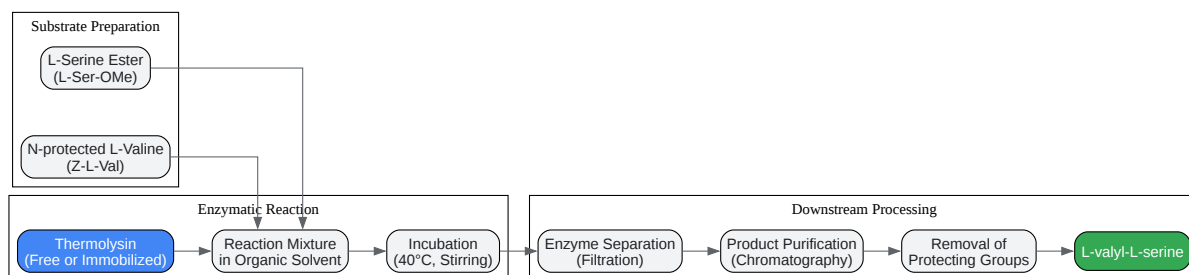 Substrate Preparation
L-Serine Ester
(L-Ser-OMe)
N-protected L-Valine
(Z-L-Val)
Enzymatic Reaction
Thermolysin
(Free or Immobilized)
Reaction Mixture
in Organic Solvent
Incubation
(40°C, Stirring)
Downstream Processing
Enzyme Separation
(Filtration)
Product Purification
(Chromatography)
Removal of
Protecting Groups
L-valyl-L-serine